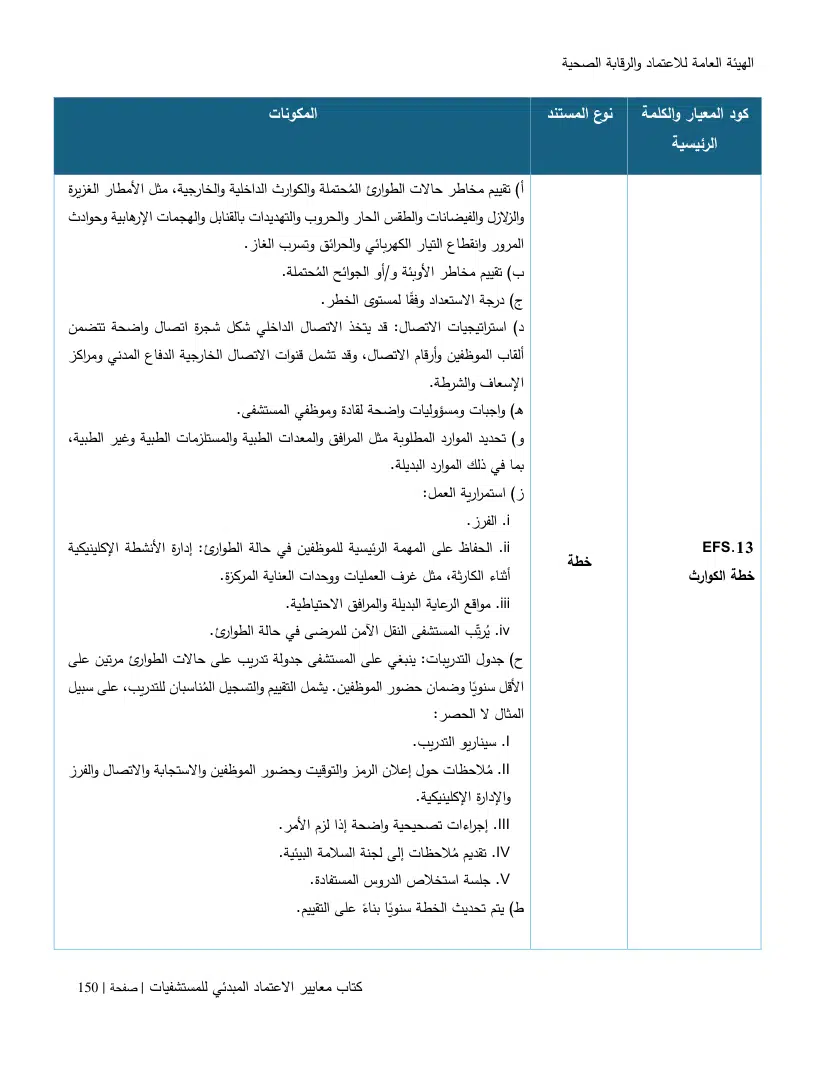 الهيئة العامة للاعتماد والرقابة الصحية
كود المعيار والكلمة الرئيسية
نوع المستند
المكونات
EFS.13
خطة الكوارث
خطة
أ) تقييم مخاطر حالات الطوارئ المُحتملة والكوارث الداخلية والخارجية، مثل الأمطار الغزيرة
والزلازل والفيضانات والطقس الحار والحروب والتهديدات بالقنابل والهجمات الإرهابية وحوادث
المرور وانقطاع التيار الكهربائي والحرائق وتسرب الغاز.
ب) تقييم مخاطر الأوبئة و/أو الجوائح المُحتملة.
ج) درجة الاستعداد وفقًا لمستوى الخطر.
د) استراتيجيات الاتصال: قد يتخذ الاتصال الداخلي شكل شجرة اتصال واضحة تتضمن
ألقاب الموظفين وأرقام الاتصال، وقد تشمل قنوات الاتصال الخارجية الدفاع المدني ومراكز
الإسعاف والشرطة.
ه) واجبات ومسؤوليات واضحة لقادة وموظفي المستشفى.
و) تحديد الموارد المطلوبة مثل المرافق والمعدات الطبية والمستلزمات الطبية وغير الطبية،
بما في ذلك الموارد البديلة.
ز) استمرارية العمل:
i. الفرز.
ii. الحفاظ على المهمة الرئيسية للموظفين في حالة الطوارئ: إدارة الأنشطة الإكلينيكية
أثناء الكارثة، مثل غرف العمليات ووحدات العناية المركزة.
iii. مواقع الرعاية البديلة والمرافق الاحتياطية.
iv. يُرتّب المستشفى النقل الآمن للمرضى في حالة الطوارئ.
ح) جدول التدريبات: ينبغي على المستشفى جدولة تدريب على حالات الطوارئ مرتين على
الأقل سنويًا وضمان حضور الموظفين. يشمل التقييم والتسجيل المُناسبان للتدريب، على سبيل
المثال لا الحصر:
I. سيناريو التدريب.
II. مُلاحظات حول إعلان الرمز والتوقيت وحضور الموظفين والاستجابة والاتصال والفرز
والإدارة الإكلينيكية.
III. إجراءات تصحيحية واضحة إذا لزم الأمر.
IV. تقديم مُلاحظات إلى لجنة السلامة البيئية.
V. جلسة استخلاص الدروس المستفادة.
ط) يتم تحديث الخطة سنويًا بناءً على التقييم.
كتاب معايير الاعتماد المبدئي للمستشفيات | صفحة | 150